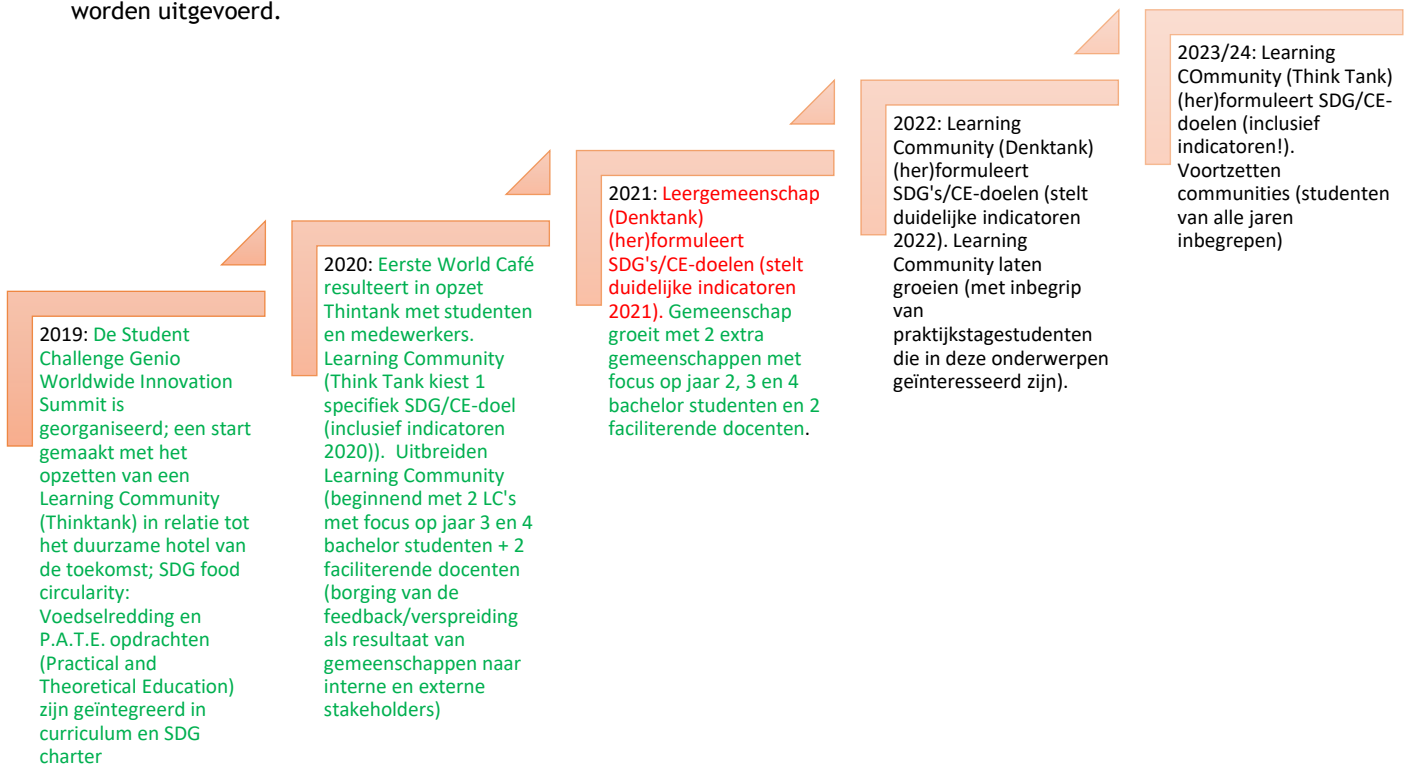 worden uitgevoerd.
2019: De Student
Challenge Genio
Worldwide Innovation
Summit is
georganiseerd; een start
gemaakt met het
opzetten van een
Learning Community
(Thinktank) in relatie tot
het duurzame hotel van
de toekomst; SDG food
circularity:
Voedselredding en
P.A.T.E. opdrachten
(Practical and
Theoretical Education)
zijn geïntegreerd in
curriculum en SDG
charter
2020: Eerste World Café
resulteert in opzet
Thintank met studenten
en medewerkers.
Learning Community
(Think Tank kiest 1
specifiek SDG/CE-doel
(inclusief indicatoren
2020)). Uitbreiden
Learning Community
(beginnend met 2 LC's
met focus op jaar 3 en 4
bachelor studenten + 2
faciliterende docenten
(borging van de
feedback/verspreiding
als resultaat van
gemeenschappen naar
interne en externe
stakeholders)
2021: Leergemeenschap
(Denktank)
(her)formuleert
SDG's/CE-doelen (stelt
duidelijke indicatoren
2021). Gemeenschap
groeit met 2 extra
gemeenschappen met
focus op jaar 2, 3 en 4
bachelor studenten en 2
faciliterende docenten.
2022: Learning
Community (Denktank)
(her)formuleert
SDG's/CE-doelen (stelt
duidelijke indicatoren
2022). Learning
Community laten
groeien (met inbegrip
van
praktijkstagestudenten
die in deze onderwerpen
geïnteresseerd zijn).
2023/24: Learning
COmmunity (Think Tank)
(her)formuleert SDG/CE-
doelen (inclusief
indicatoren!).
Voortzetten
communities (studenten
van alle jaren
inbegrepen)